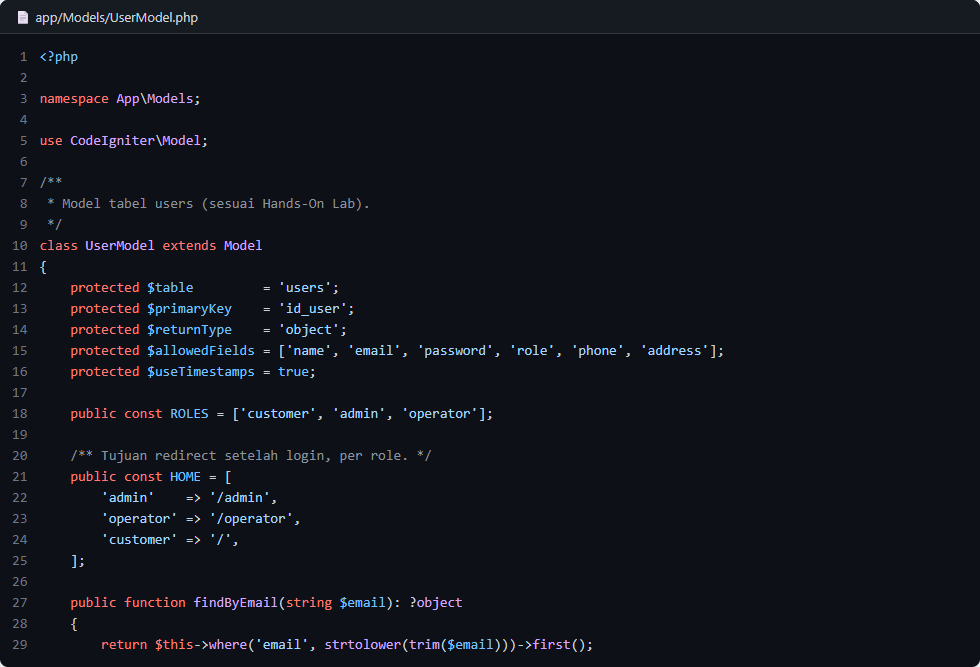 app/Models/UserModel.php
1 <?php
2
3 namespace App\Models;
4
5 use CodeIgniter\Model;
6
7 /**
8  * Model tabel users (sesuai Hands-On Lab).
9  */
10 class UserModel extends Model
11 {
12     protected $table         = 'users';
13     protected $primaryKey    = 'id_user';
14     protected $returnType    = 'object';
15     protected $allowedFields = ['name', 'email', 'password', 'role', 'phone', 'address'];
16     protected $useTimestamps = true;
17
18     public const ROLES = ['customer', 'admin', 'operator'];
19
20     /** Tujuan redirect setelah login, per role. */
21     public const HOME = [
22         'admin'    => '/admin',
23         'operator' => '/operator',
24         'customer' => '/',
25     ];
26
27     public function findByEmail(string $email): ?object
28     {
29         return $this->where('email', strtolower(trim($email)))->first();